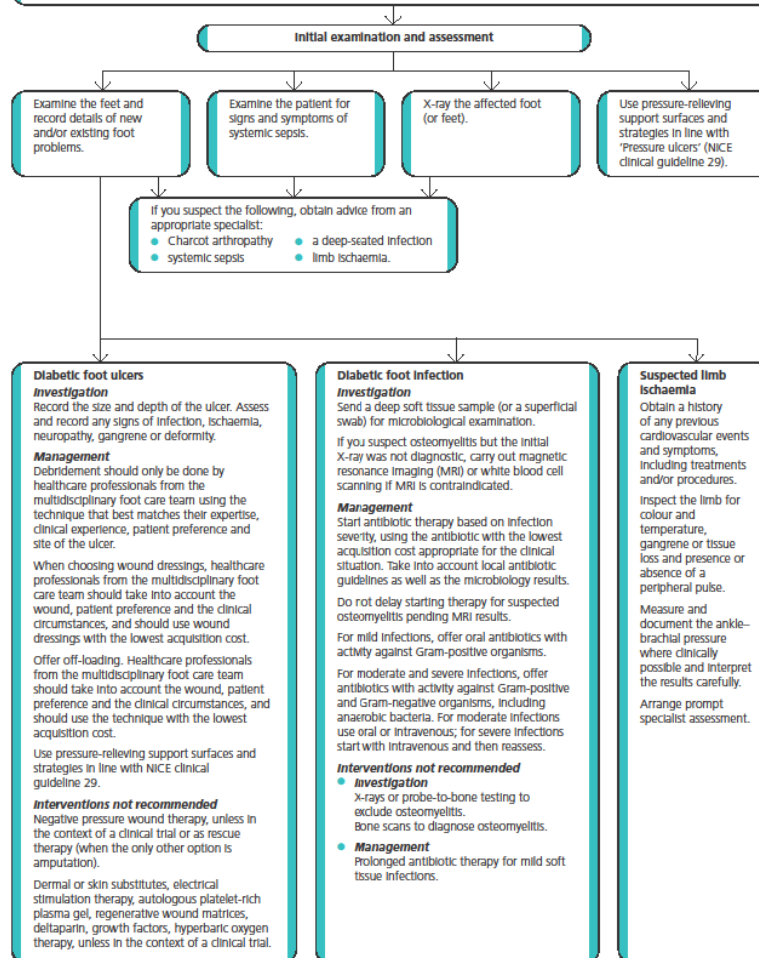 Initial examination and assessment
Examine the feet and
record details of new
and/or existing foot
problems.
Examine the patient for
signs and symptoms of
systemic sepsis.
X-ray the affected foot
(or feet).
Use pressure-relieving
support surfaces and
strategies in line with
'Pressure ulcers' (NICE
clinical guideline 29).
If you suspect the following, obtain advice from an
appropriate specialist:
● Charcot arthropathy ● a deep-seated infection
● systemic sepsis ● limb ischaemia.
Diabetic foot ulcers
Investigation
Record the size and depth of the ulcer. Assess
and record any signs of infection, ischaemia,
neuropathy, gangrene or deformity.
Management
Debridement should only be done by
healthcare professionals from the
multidisciplinary foot care team using the
technique that best matches their expertise,
clinical experience, patient preference and
site of the ulcer.
When choosing wound dressings, healthcare
professionals from the multidisciplinary foot
care team should take into account the
wound, patient preference and the clinical
circumstances, and should use wound
dressings with the lowest acquisition cost.
Offer off-loading. Healthcare professionals
from the multidisciplinary foot care team
should take into account the wound, patient
preference and the clinical circumstances, and
should use the technique with the lowest
acquisition cost.
Use pressure-relieving support surfaces and
strategies in line with NICE clinical
guideline 29.
Interventions not recommended
Negative pressure wound therapy, unless in
the context of a clinical trial or as rescue
therapy (when the only other option is
amputation).
Dermal or skin substitutes, electrical
stimulation therapy, autologous platelet-rich
plasma gel, regenerative wound matrices,
deltaparin, growth factors, hyperbaric oxygen
therapy, unless in the context of a clinical trial.
Diabetic foot infection
Investigation
Send a deep soft tissue sample (or a superficial
swab) for microbiological examination.
If you suspect osteomyelitis but the initial
X-ray was not diagnostic, carry out magnetic
resonance imaging (MRI) or white blood cell
scanning if MRI is contraindicated.
Management
Start antibiotic therapy based on infection
severity, using the antibiotic with the lowest
acquisition cost appropriate for the clinical
situation. Take into account local antibiotic
guidelines as well as the microbiology results.
Do not delay starting therapy for suspected
osteomyelitis pending MRI results.
For mild infections, offer oral antibiotics with
activity against Gram-positive organisms.
For moderate and severe infections, offer
antibiotics with activity against Gram-positive
and Gram-negative organisms, including
anaerobic bacteria. For moderate infections
use oral or intravenous; for severe infections
start with intravenous and then reassess.
Interventions not recommended
● Investigation
X-rays or probe-to-bone testing to
exclude osteomyelitis.
Bone scans to diagnose osteomyelitis.
● Management
Prolonged antibiotic therapy for mild soft
tissue infections.
Suspected limb
ischaemia
Obtain a history
of any previous
cardiovascular events
and symptoms,
including treatments
and/or procedures.
Inspect the limb for
colour and
temperature,
gangrene or tissue
loss and presence or
absence of a
peripheral pulse.
Measure and
document the ankle–
brachial pressure
where clinically
possible and interpret
the results carefully.
Arrange prompt
specialist assessment.